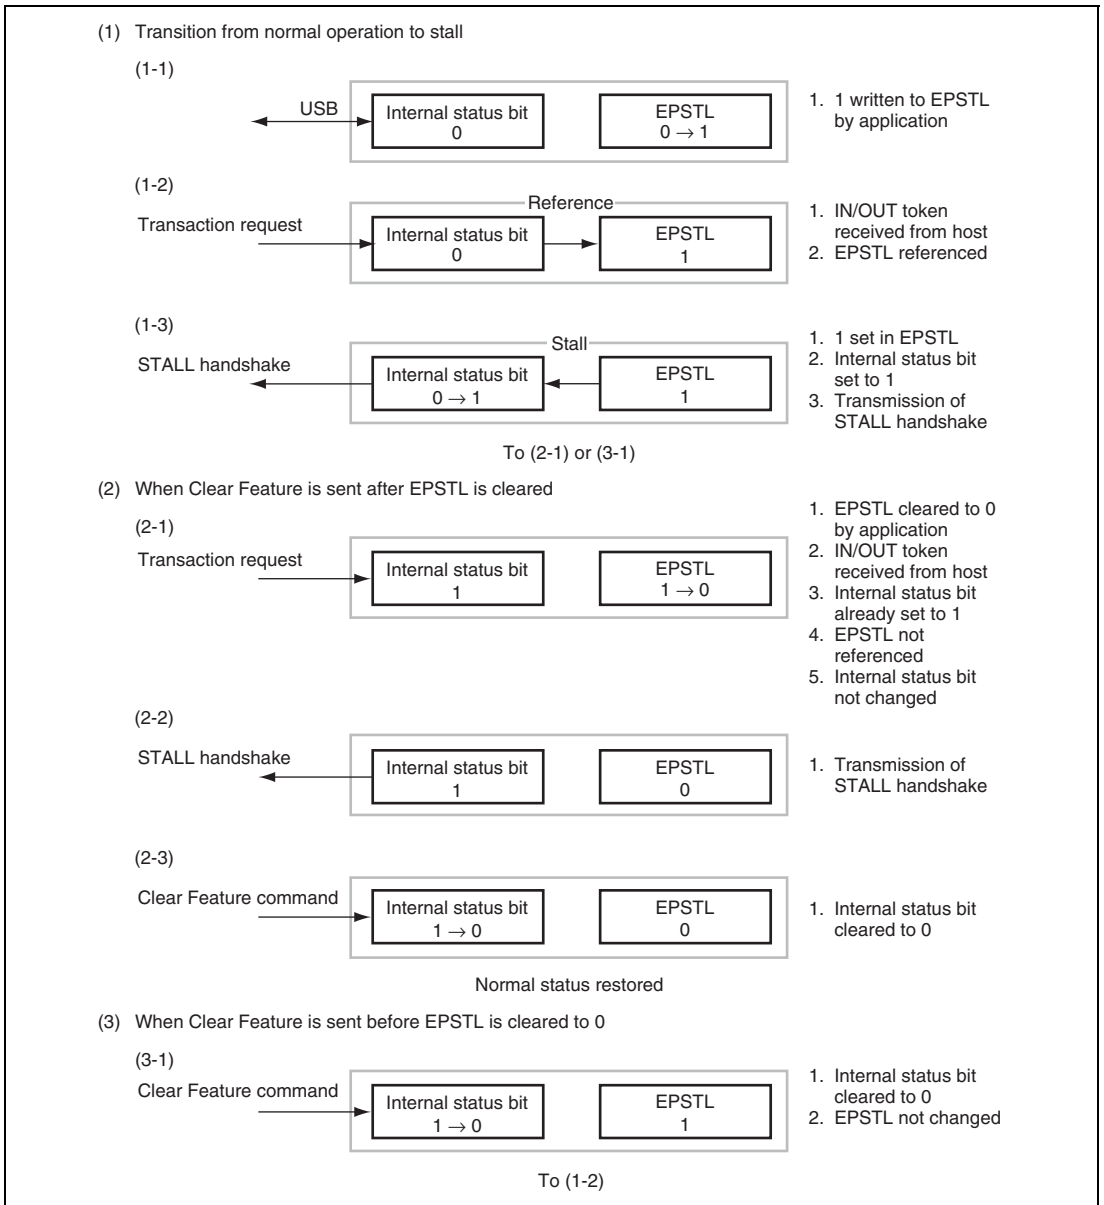 (1) Transition from normal operation to stall
(1-1)
USB
Internal status bit
0
EPSTL
0 → 1
1. 1 written to EPSTL
by application
(1-2)
Transaction request
Reference
Internal status bit
0
EPSTL
1
1. IN/OUT token
received from host
2. EPSTL referenced
(1-3)
STALL handshake
Stall
Internal status bit
0 → 1
EPSTL
1
1. 1 set in EPSTL
2. Internal status bit
set to 1
3. Transmission of
STALL handshake
To (2-1) or (3-1)
(2) When Clear Feature is sent after EPSTL is cleared
(2-1)
Transaction request
Internal status bit
1
EPSTL
1 → 0
1. EPSTL cleared to 0
by application
2. IN/OUT token
received from host
3. Internal status bit
already set to 1
4. EPSTL not
referenced
5. Internal status bit
not changed
(2-2)
STALL handshake
Internal status bit
1
EPSTL
0
1. Transmission of
STALL handshake
(2-3)
Clear Feature command
Internal status bit
1 → 0
EPSTL
0
1. Internal status bit
cleared to 0
Normal status restored
(3) When Clear Feature is sent before EPSTL is cleared to 0
(3-1)
Clear Feature command
Internal status bit
1 → 0
EPSTL
1
1. Internal status bit
cleared to 0
2. EPSTL not changed
To (1-2)